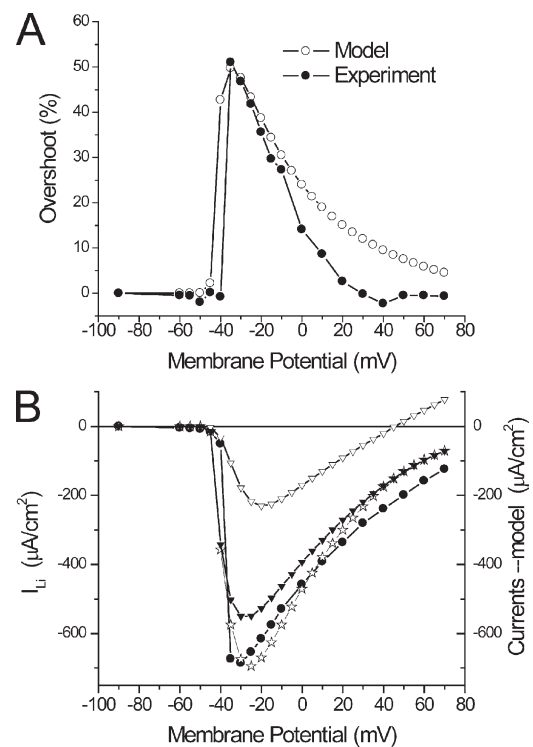 A
60
50
40
30
20
10
0
Overshoot (%)
Model
Experiment
-100 -80 -60 -40 -20 0 20 40 60 80
Membrane Potential (mV)
B
0
-200
-400
-600
I_Li (μA/cm²)
0
-200
-400
-600
Currents --model (μA/cm²)
-100 -80 -60 -40 -20 0 20 40 60 80
Membrane Potential (mV)